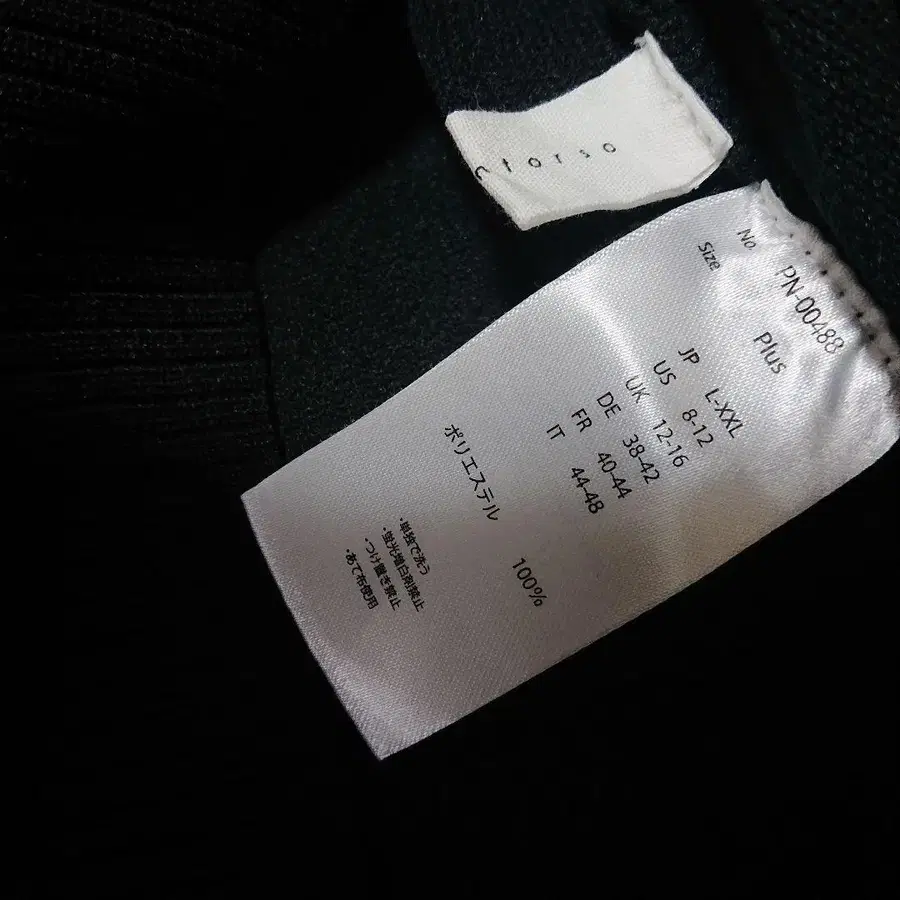 ctorso
No. PN-00488
Size Plus
JP L-XXL
US 8-12
UK 12-16
DE 38-42
FR 40-44
IT 44-48
ポリエステル 100%
・単独で洗う
・蛍光増白剤禁止
・つけ置き禁止
・あて布使用